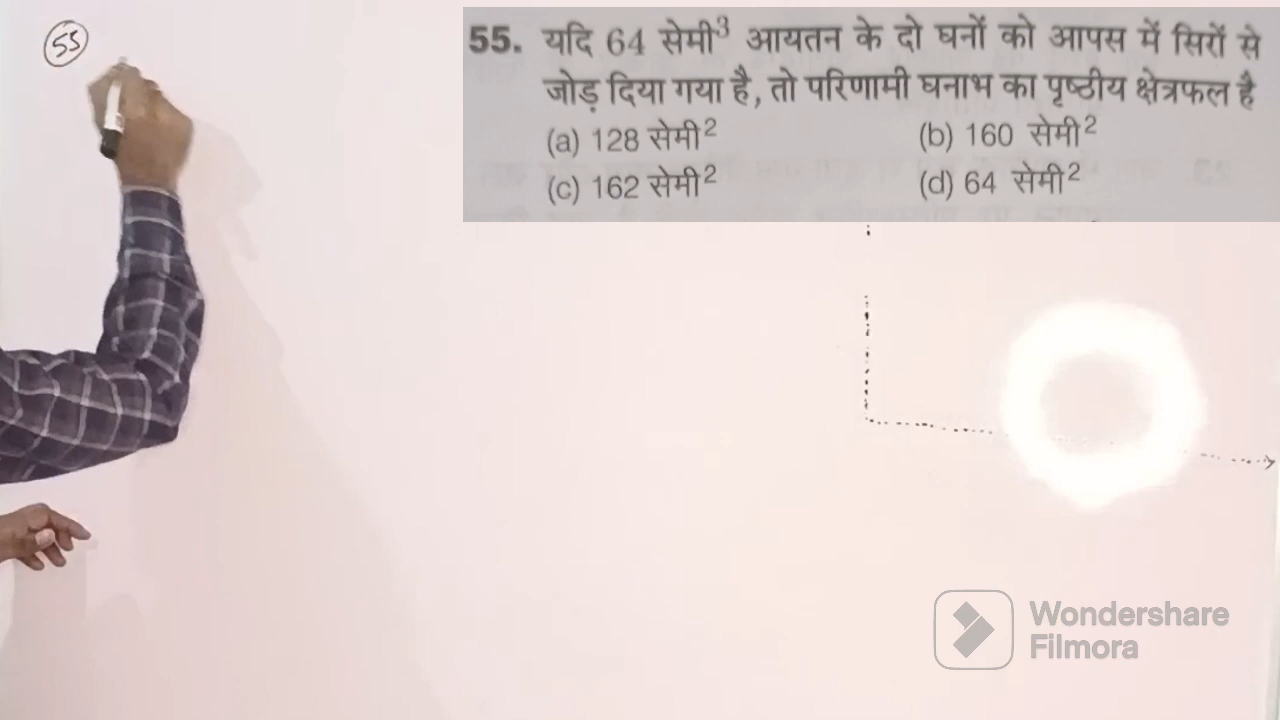 55
55. यदि 64 सेमी³ आयतन के दो घनों को आपस में सिरों से
जोड़ दिया गया है, तो परिणामी घनाभ का पृष्ठीय क्षेत्रफल है
(a) 128 सेमी² (b) 160 सेमी²
(c) 162 सेमी² (d) 64 सेमी²
Wondershare
Filmora